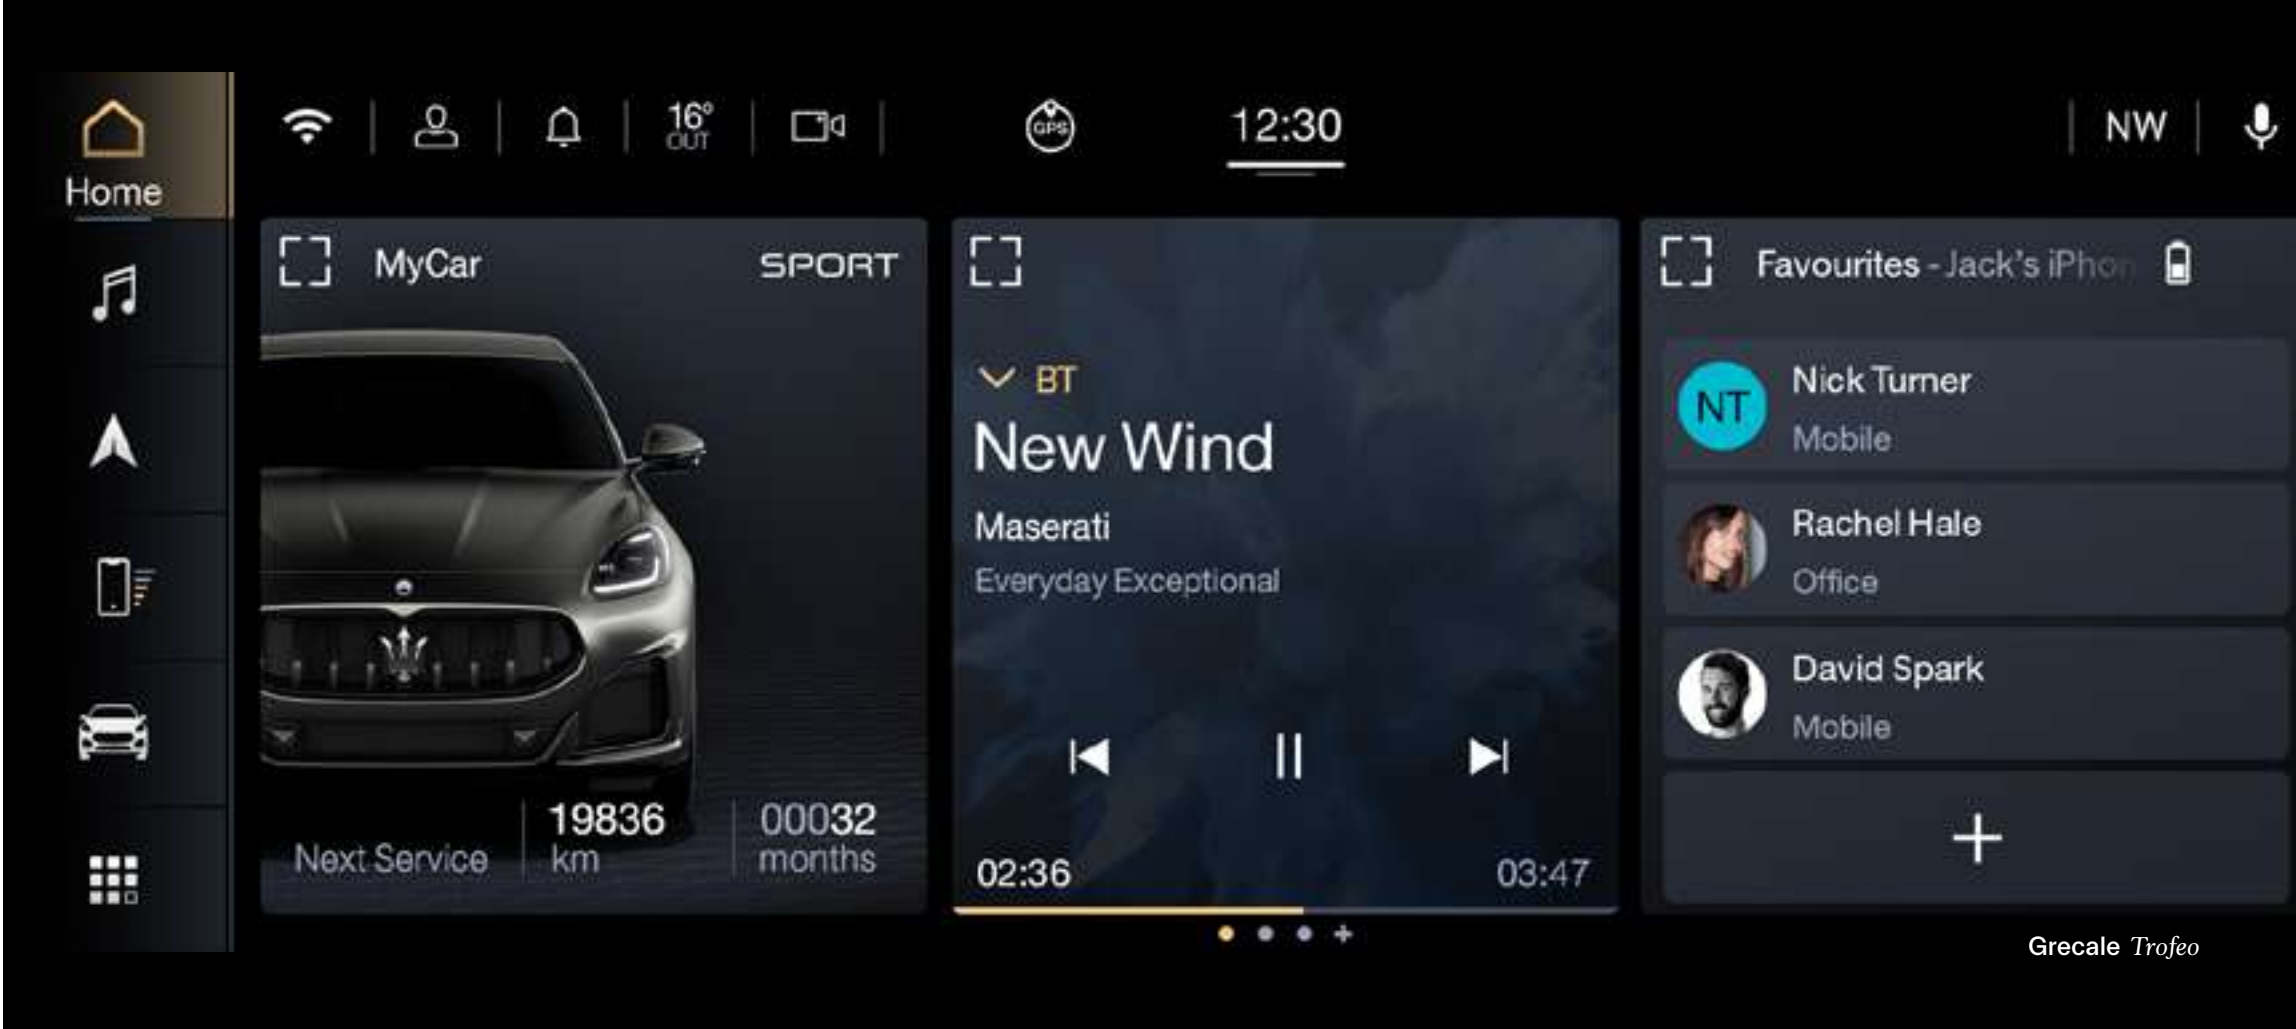 Home
16°
OUT
GPS
12:30
NW
MyCar
SPORT
Next Service
19836
km
00032
months
BT
New Wind
Maserati
Everyday Exceptional
02:36
03:47
Favourites - Jack's iPhon
NT
Nick Turner
Mobile
Rachel Hale
Office
David Spark
Mobile
Grecale Trofeo